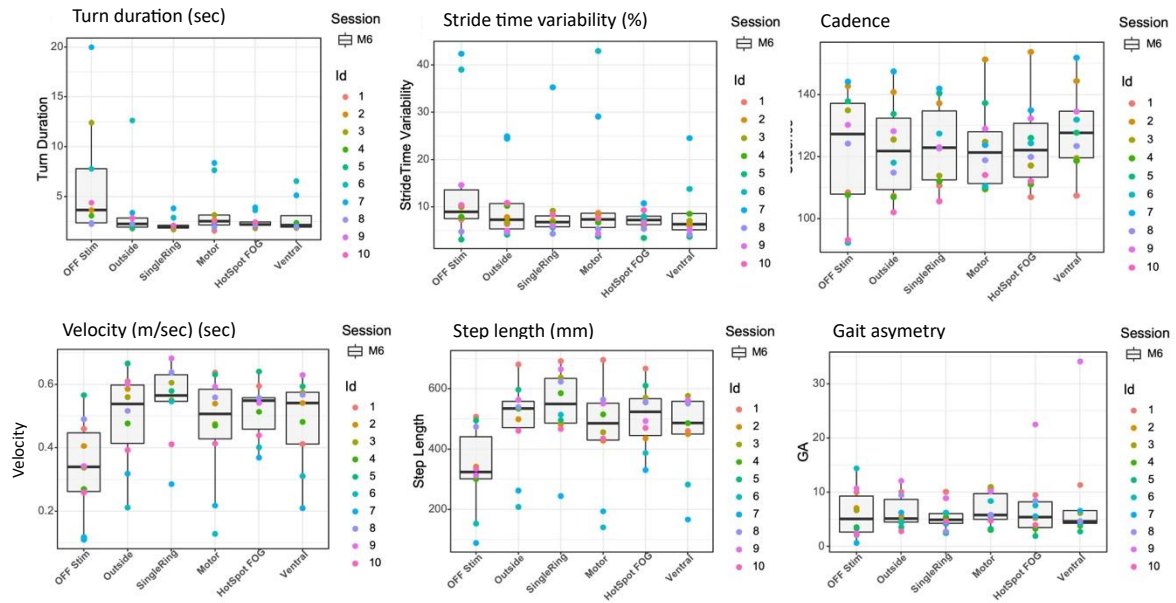 Turn duration (sec)
Turn Duration
20
15
10
5
OFF Stim
Outside
SingleRing
Motor
HotSpot FOG
Ventral
Session
M6
Id
1
2
3
4
5
6
7
8
9
10
Stride time variability (%)
StrideTime Variability
40
30
20
10
OFF Stim
Outside
SingleRing
Motor
HotSpot FOG
Ventral
Session
M6
Id
1
2
3
4
5
6
7
8
9
10
Cadence
140
120
100
OFF Stim
Outside
SingleRing
Motor
HotSpot FOG
Ventral
Session
M6
Id
1
2
3
4
5
6
7
8
9
10
Velocity (m/sec) (sec)
Velocity
0.6
0.4
0.2
OFF Stim
Outside
SingleRing
Motor
HotSpot FOG
Ventral
Session
M6
Id
1
2
3
4
5
6
7
8
9
10
Step length (mm)
Step Length
600
400
200
OFF Stim
Outside
SingleRing
Motor
HotSpot FOG
Ventral
Session
M6
Id
1
2
3
4
5
6
7
8
9
10
Gait asymetry
GA
30
20
10
0
OFF Stim
Outside
SingleRing
Motor
HotSpot FOG
Ventral
Session
M6
Id
1
2
3
4
5
6
7
8
9
10